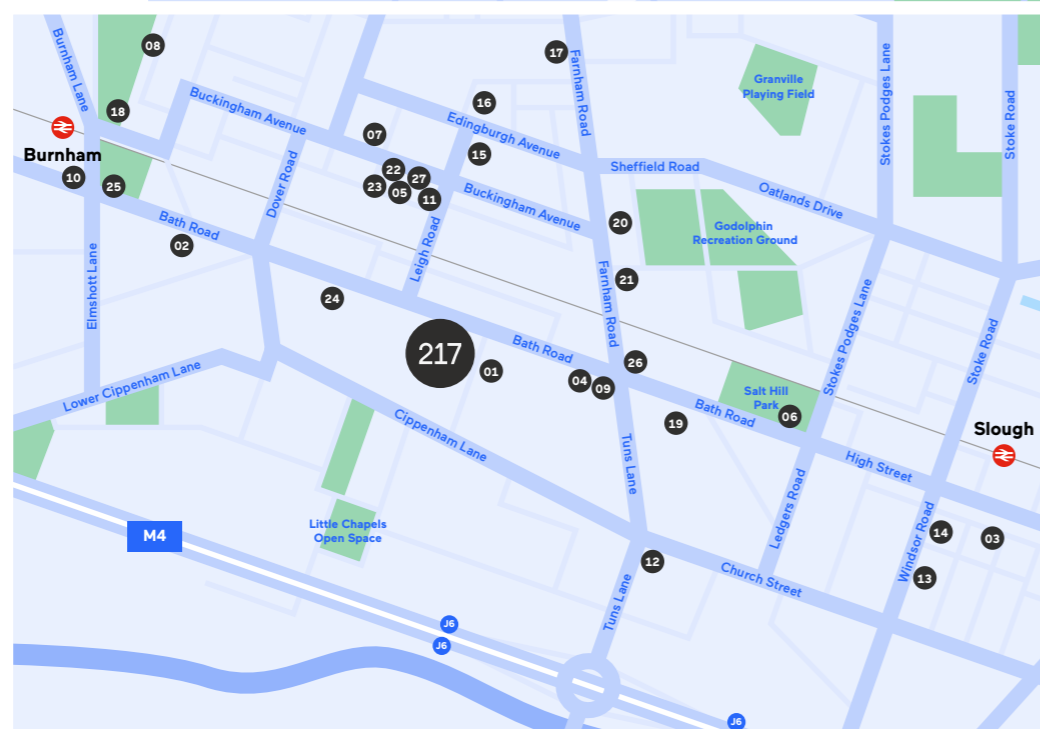 08
17
Burnham Lane
Farnham Road
Stokes Podges Lane
Stoke Road
Granville
Playing Field
18
Buckingham Avenue
16
07
Edingburgh Avenue
Burnham
15
Sheffield Road
10
25
22
27
23
05
11
Dover Road
Buckingham Avenue
Oatlands Drive
Bath Road
02
20
Godolphin
Recreation Ground
Leigh Road
Elmshott Lane
21
Farnham Road
24
Stokes Podges Lane
Stoke Road
217
01
Bath Road
26
04
09
Lower Cippenham Lane
Salt Hill
Park
06
Bath Road
19
Cippenham Lane
Slough
Tuns Lane
High Street
Ledgers Road
Little Chapels
Open Space
M4
Windsor Road
14
03
12
13
Church Street
Tuns Lane
J6
J6
J6